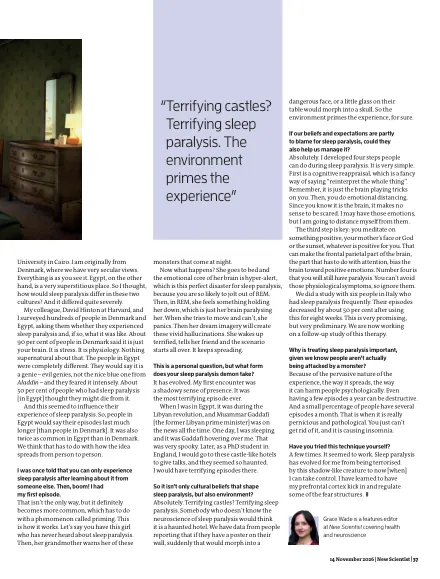 University in Cairo. I am originally from
Denmark, where we have very secular views.
Everything is as you see it. Egypt, on the other
hand, is a very superstitious place. So I thought,
how would sleep paralysis differ in these two
cultures? And it differed quite severely.
My colleague, David Hinton at Harvard, and
I surveyed hundreds of people in Denmark and
Egypt, asking them whether they experienced
sleep paralysis and, if so, what it was like. About
90 per cent of people in Denmark said it is just
your brain. It is stress. It is physiology. Nothing
supernatural about that. The people in Egypt
were completely different. They would say it is
a genie – evil genies, not the nice blue one from
Aladdin – and they feared it intensely. About
50 per cent of people who had sleep paralysis
[in Egypt] thought they might die from it.
And this seemed to influence their
experience of sleep paralysis. So, people in
Egypt would say their episodes last much
longer [than people in Denmark]. It was also
twice as common in Egypt than in Denmark.
We think that has to do with how the idea
spreads from person to person.
I was once told that you can only experience
sleep paralysis after learning about it from
someone else. Then, boom! I had
my first episode.
That isn't the only way, but it definitely
becomes more common, which has to do
with a phenomenon called priming. This
is how it works. Let's say you have this girl
who has never heard about sleep paralysis.
Then, her grandmother warns her of these
"Terrifying castles?
Terrifying sleep
paralysis. The
environment
primes the
experience"
monsters that come at night.
Now what happens? She goes to bed and
the emotional core of her brain is hyper-alert,
which is this perfect disaster for sleep paralysis,
because you are so likely to jolt out of REM.
Then, in REM, she feels something holding
her down, which is just her brain paralysing
her. When she tries to move and can't, she
panics. Then her dream imagery will create
these vivid hallucinations. She wakes up
terrified, tells her friend and the scenario
starts all over. It keeps spreading.
This is a personal question, but what form
does your sleep paralysis demon take?
It has evolved. My first encounter was
a shadowy sense of presence. It was
the most terrifying episode ever.
When I was in Egypt, it was during the
Libyan revolution, and Muammar Gaddafi
[the former Libyan prime minister] was on
the news all the time. One day, I was sleeping
and it was Gaddafi hovering over me. That
was very spooky. Later, as a PhD student in
England, I would go to these castle-like hotels
to give talks, and they seemed so haunted.
I would have terrifying episodes there.
So it isn't only cultural beliefs that shape
sleep paralysis, but also environment?
Absolutely. Terrifying castles? Terrifying sleep
paralysis. Somebody who doesn't know the
neuroscience of sleep paralysis would think
it is a haunted hotel. We have data from people
reporting that if they have a poster on their
wall, suddenly that would morph into a
dangerous face, or a little glass on their
table would morph into a skull. So the
environment primes the experience, for sure.
If our beliefs and expectations are partly
to blame for sleep paralysis, could they
also help us manage it?
Absolutely. I developed four steps people
can do during sleep paralysis. It is very simple.
First is a cognitive reappraisal, which is a fancy
way of saying "reinterpret the whole thing".
Remember, it is just the brain playing tricks
on you. Then, you do emotional distancing.
Since you know it is the brain, it makes no
sense to be scared. I may have those emotions,
but I am going to distance myself from them.
The third step is key: you meditate on
something positive, your mother's face or God
or the sunset, whatever is positive for you. That
can make the frontal parietal part of the brain,
the part that has to do with attention, bias the
brain toward positive emotions. Number four is
that you will still have paralysis. You can't avoid
those physiological symptoms, so ignore them.
We did a study with six people in Italy who
had sleep paralysis frequently. Their episodes
decreased by about 50 per cent after using
this for eight weeks. This is very promising,
but very preliminary. We are now working
on a follow-up study of this therapy.
Why is treating sleep paralysis important,
given we know people aren't actually
being attacked by a monster?
Because of the pervasive nature of the
experience, the way it spreads, the way
it can harm people psychologically. Even
having a few episodes a year can be destructive.
And a small percentage of people have several
episodes a month. That is when it is really
pernicious and pathological. You just can't
get rid of it, and it is causing insomnia.
Have you tried this technique yourself?
A few times. It seemed to work. Sleep paralysis
has evolved for me from being terrorised
by this shadow-like creature to now [when]
I can take control. I have learned to have
my prefrontal cortex kick in and regulate
some of the fear structures.
Grace Wade is a features editor
at New Scientist covering health
and neuroscience
14 November 2026 | New Scientist | 37